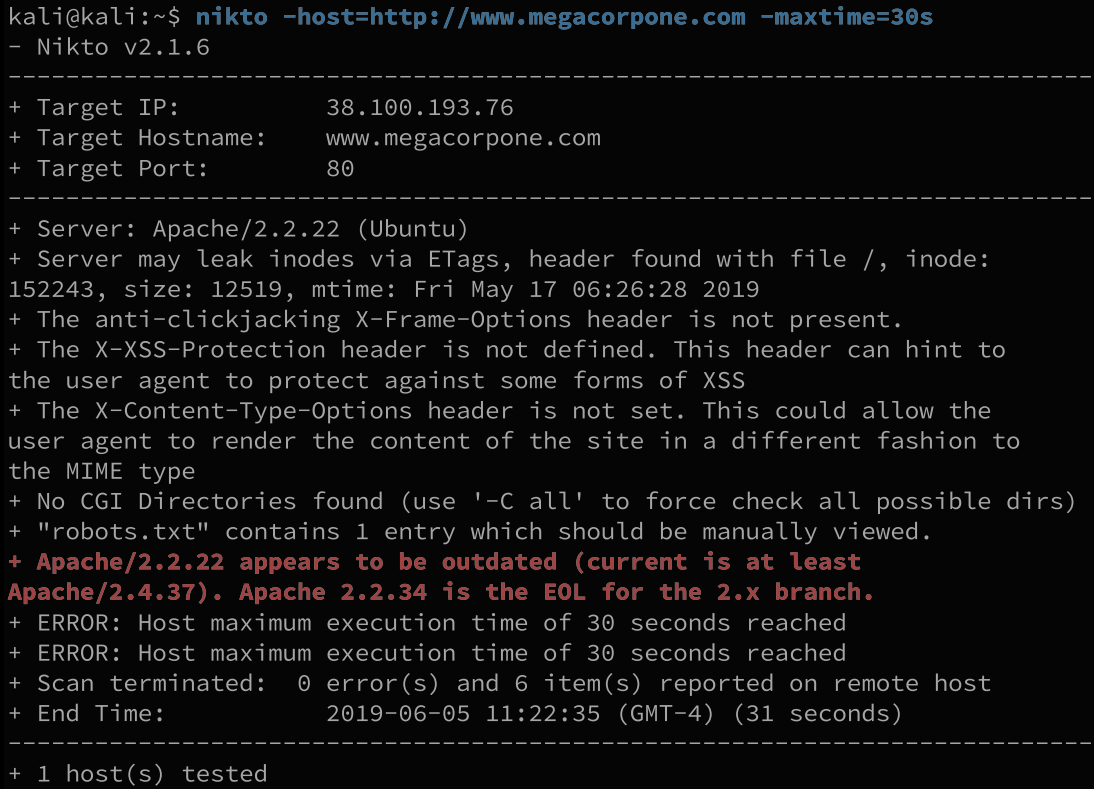 kali@kali:~$ nikto -host=http://www.megacorpone.com -maxtime=30s
- Nikto v2.1.6
---------------------------------------------------------------------------
+ Target IP:          38.100.193.76
+ Target Hostname:    www.megacorpone.com
+ Target Port:        80
---------------------------------------------------------------------------
+ Server: Apache/2.2.22 (Ubuntu)
+ Server may leak inodes via ETags, header found with file /, inode:
152243, size: 12519, mtime: Fri May 17 06:26:28 2019
+ The anti-clickjacking X-Frame-Options header is not present.
+ The X-XSS-Protection header is not defined. This header can hint to
the user agent to protect against some forms of XSS
+ The X-Content-Type-Options header is not set. This could allow the
user agent to render the content of the site in a different fashion to
the MIME type
+ No CGI Directories found (use '-C all' to force check all possible dirs)
+ "robots.txt" contains 1 entry which should be manually viewed.
+ Apache/2.2.22 appears to be outdated (current is at least
Apache/2.4.37). Apache 2.2.34 is the EOL for the 2.x branch.
+ ERROR: Host maximum execution time of 30 seconds reached
+ ERROR: Host maximum execution time of 30 seconds reached
+ Scan terminated:  0 error(s) and 6 item(s) reported on remote host
+ End Time:           2019-06-05 11:22:35 (GMT-4) (31 seconds)
---------------------------------------------------------------------------
+ 1 host(s) tested